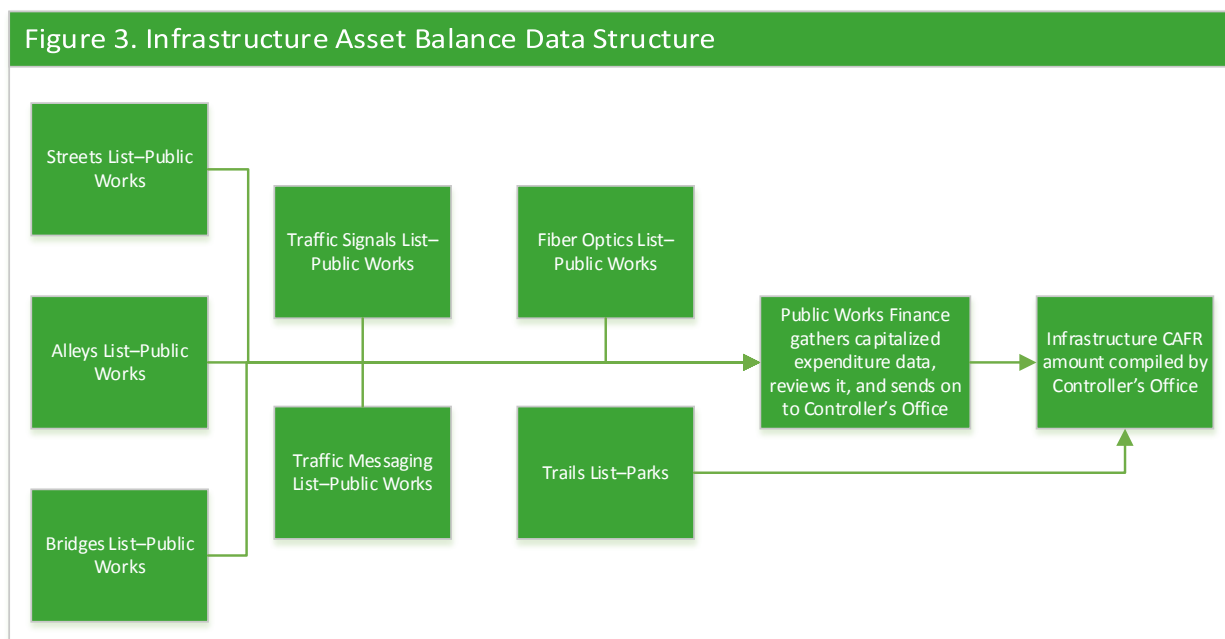 Figure 3. Infrastructure Asset Balance Data Structure
Streets List–Public
Works
Traffic Signals List–
Public Works
Fiber Optics List–
Public Works
Alleys List–Public
Works
Public Works Finance
gathers capitalized
expenditure data,
reviews it, and sends on
to Controller’s Office
Infrastructure CAFR
amount compiled by
Controller’s Office
Traffic Messaging
List–Public Works
Trails List–Parks
Bridges List–Public
Works